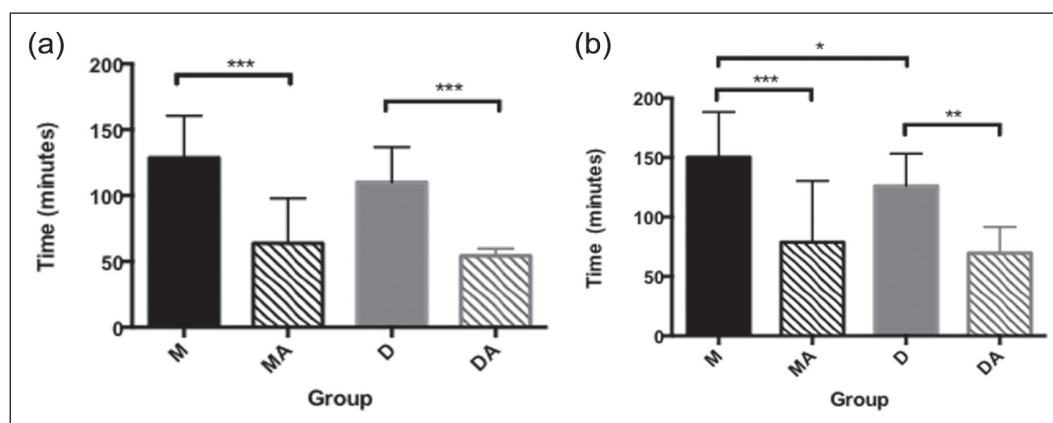 (a)
Time (minutes)
200
150
100
50
0
***
***
M
MA
D
DA
Group
(b)
Time (minutes)
200
150
100
50
0
*
***
**
M
MA
D
DA
Group